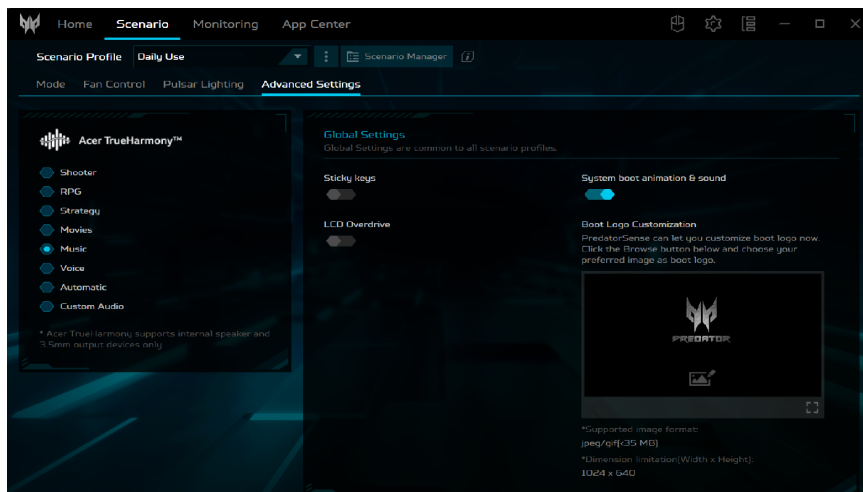 Home Scenario Monitoring App Center
Scenario Profile Daily Use Scenario Manager
Mode Fan Control Pulsar Lighting Advanced Settings
Acer TrueHarmony™
Shooter
RPG
Strategy
Movies
Music
Voice
Automatic
Custom Audio
* Acer TrueHarmony supports internal speaker and
3.5mm output devices only
Global Settings
Global Settings are common to all scenario profiles.
Sticky keys
LCD Overdrive
System boot animation & sound
Boot Logo Customization
PredatorSense can let you customize boot logo now.
Click the Browse button below and choose your
preferred image as boot logo.
PREDATOR
*Supported image format:
jpeg/gif(<35 MB)
*Dimension limitation(Width x Height):
1024 x 640